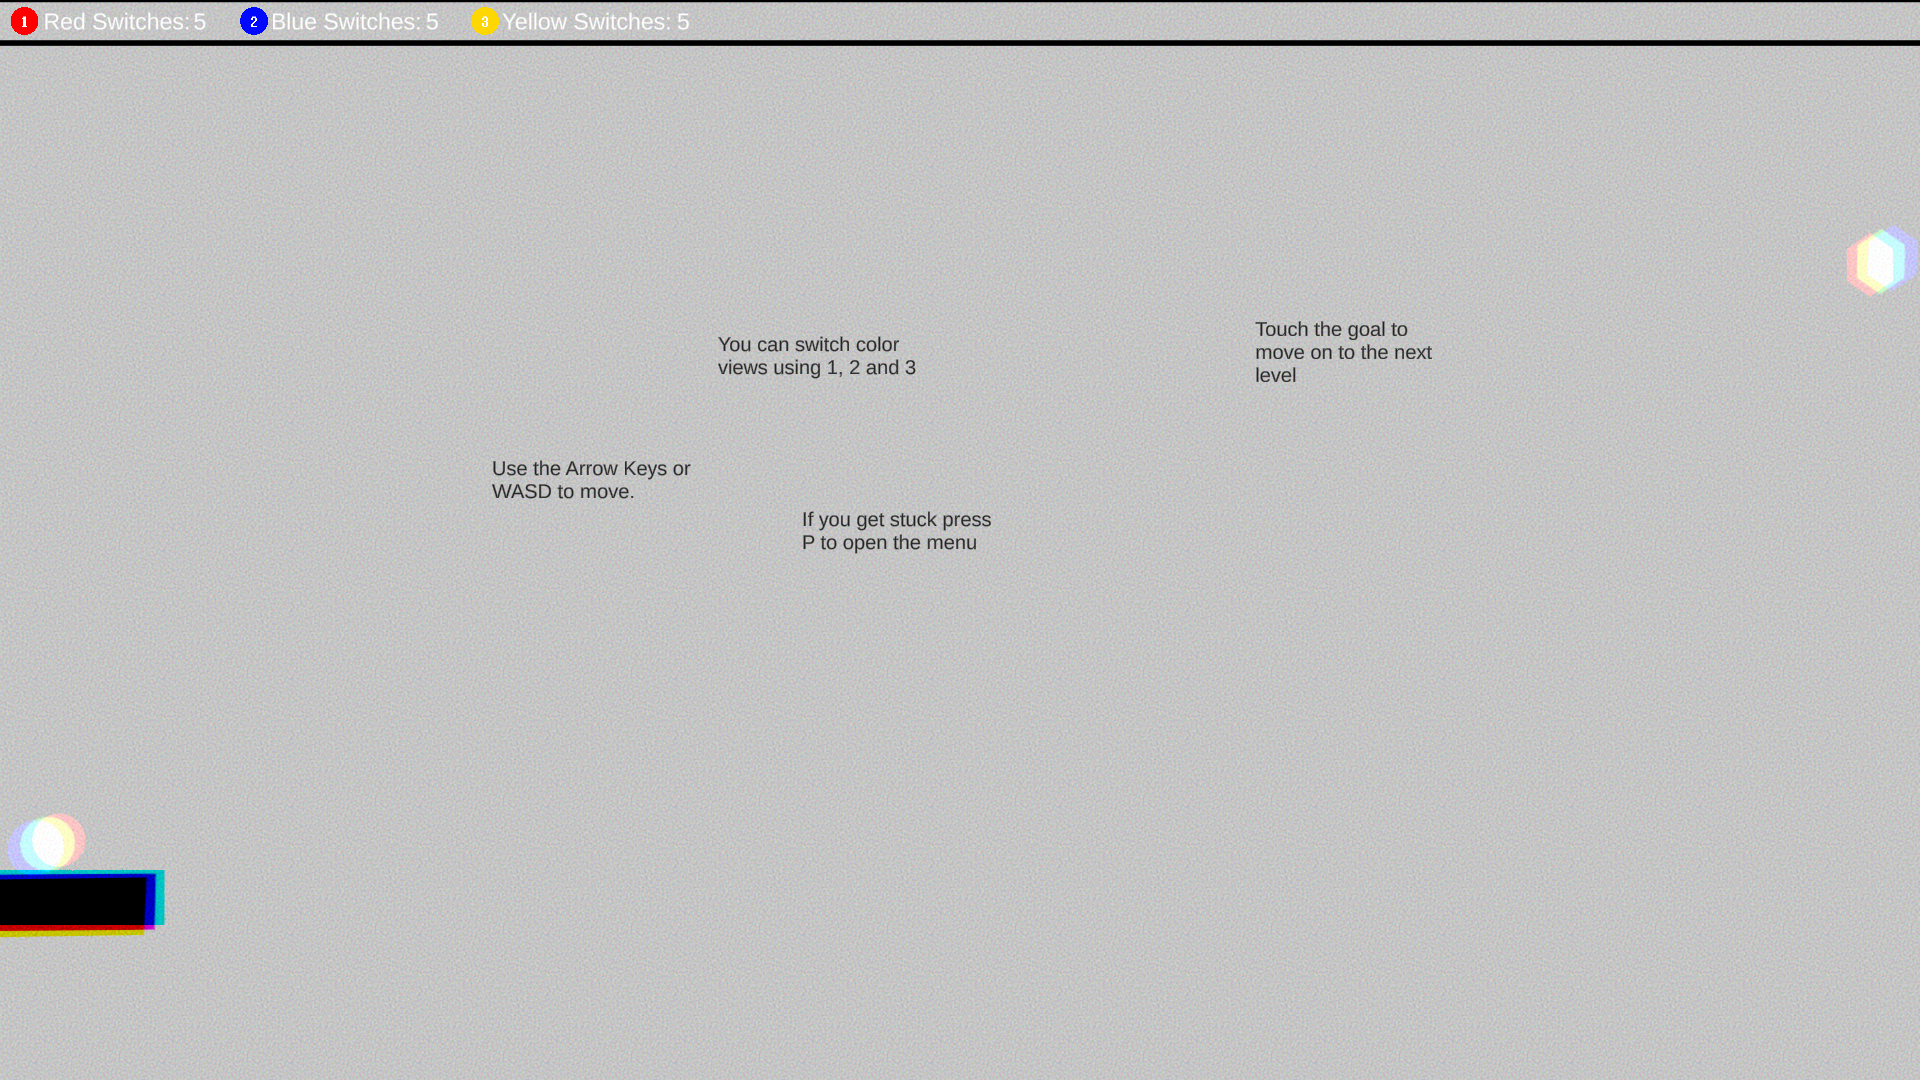 1 Red Switches: 5 2 Blue Switches: 5 3 Yellow Switches: 5
You can switch color
views using 1, 2 and 3
Touch the goal to
move on to the next
level
Use the Arrow Keys or
WASD to move.
If you get stuck press
P to open the menu